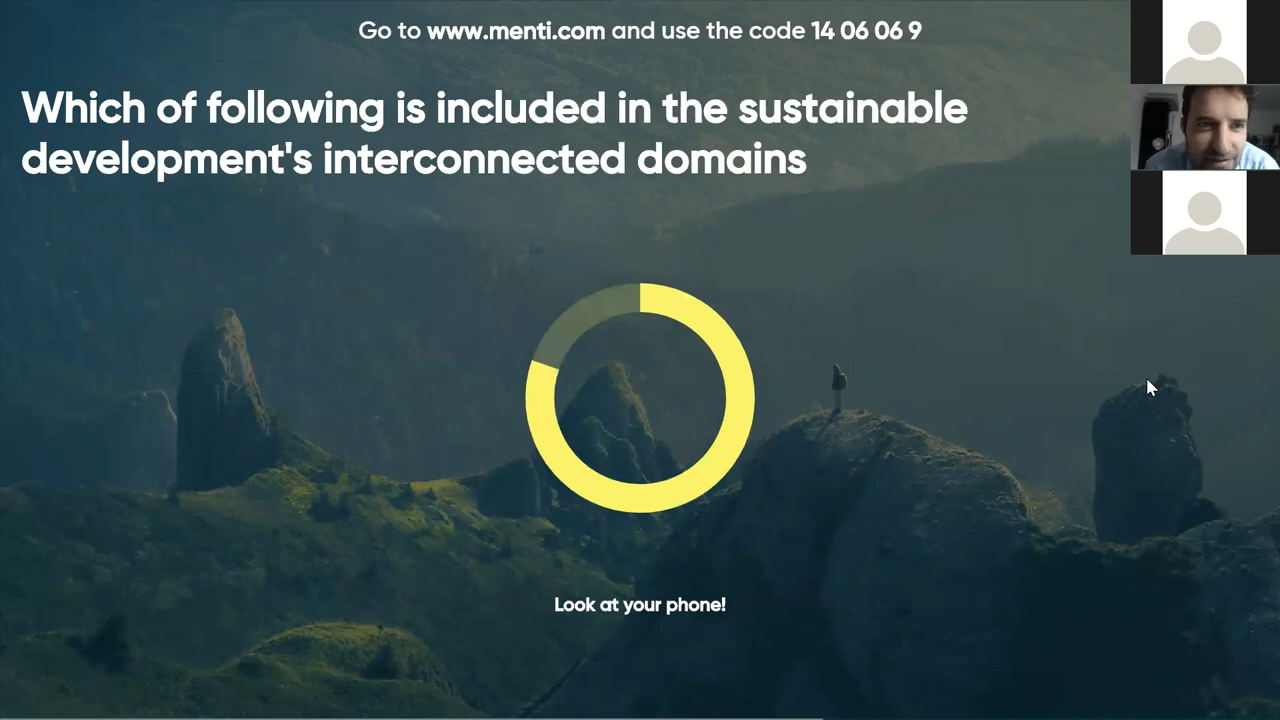 Go to www.menti.com and use the code 14 06 06 9
Which of following is included in the sustainable
development's interconnected domains
Look at your phone!